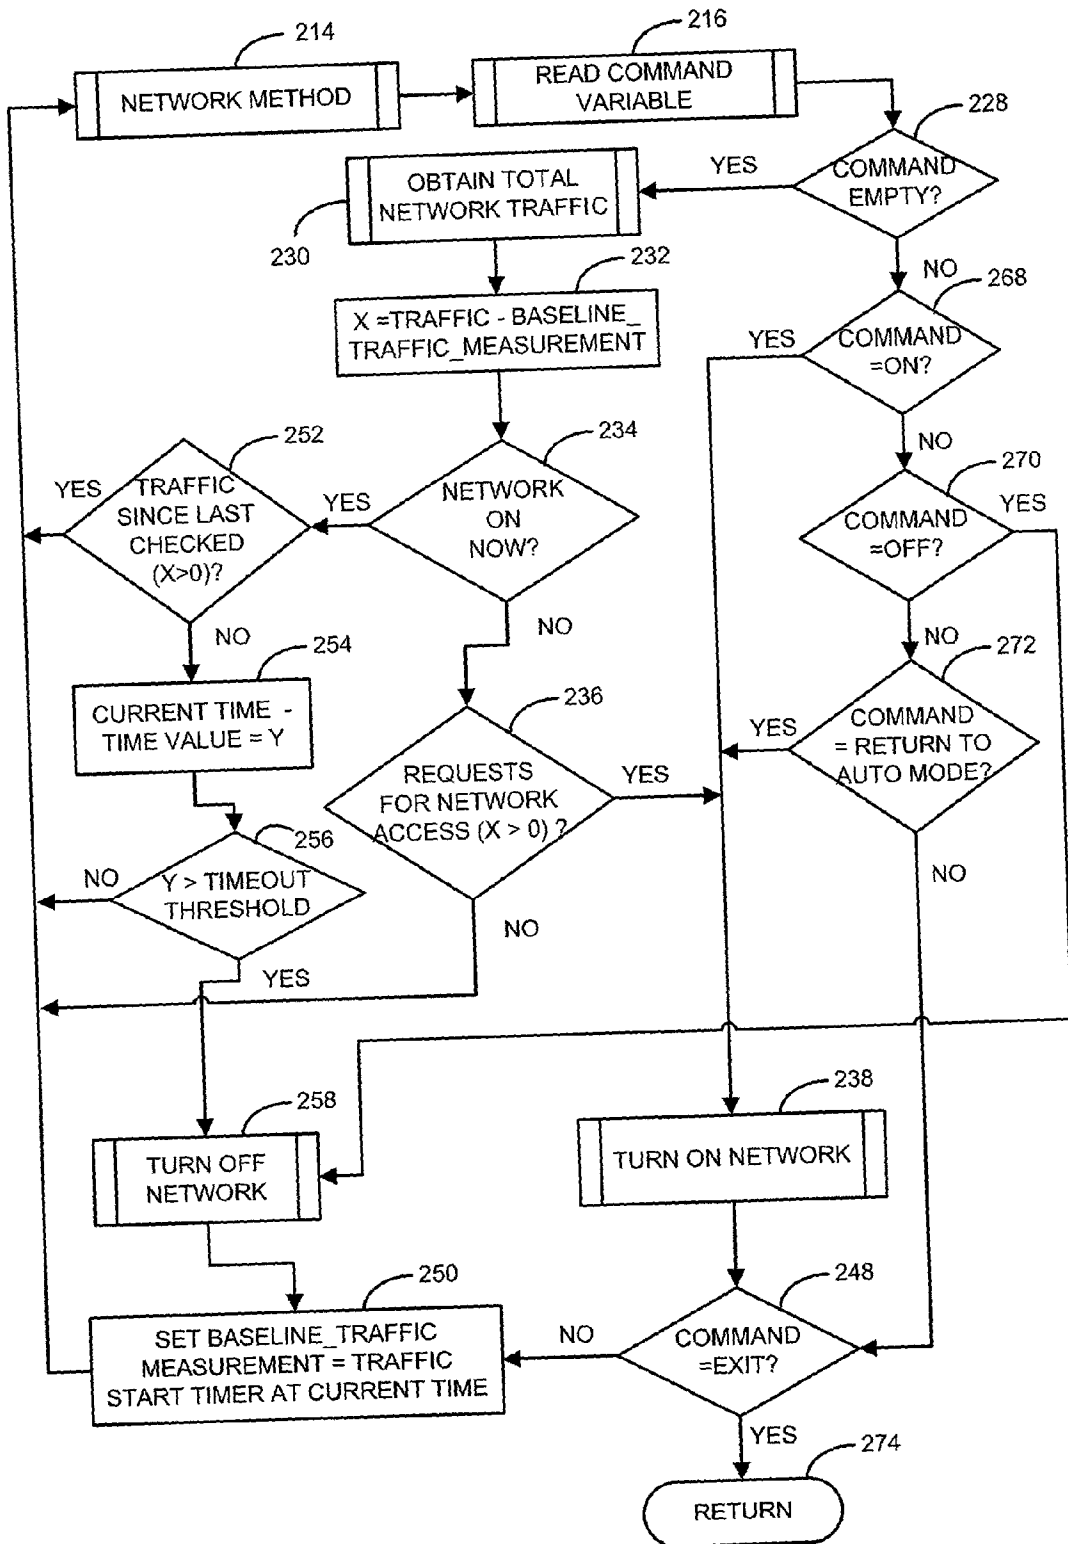 214
216
NETWORK METHOD
READ COMMAND
VARIABLE
228
YES
COMMAND
EMPTY?
OBTAIN TOTAL
NETWORK TRAFFIC
230
232
NO
268
X =TRAFFIC - BASELINE_
TRAFFIC_MEASUREMENT
YES
COMMAND
=ON?
252
234
NO
270
YES
TRAFFIC
SINCE LAST
CHECKED
(X>0)?
YES
NETWORK
ON
NOW?
COMMAND
=OFF?
YES
NO
254
NO
NO
272
CURRENT TIME -
TIME VALUE = Y
236
YES
COMMAND
= RETURN TO
AUTO MODE?
REQUESTS
FOR NETWORK
ACCESS (X > 0) ?
YES
256
NO
Y > TIMEOUT
THRESHOLD
NO
NO
YES
258
238
TURN OFF
NETWORK
TURN ON NETWORK
250
248
SET BASELINE_TRAFFIC
MEASUREMENT = TRAFFIC
START TIMER AT CURRENT TIME
NO
COMMAND
=EXIT?
YES
274
RETURN